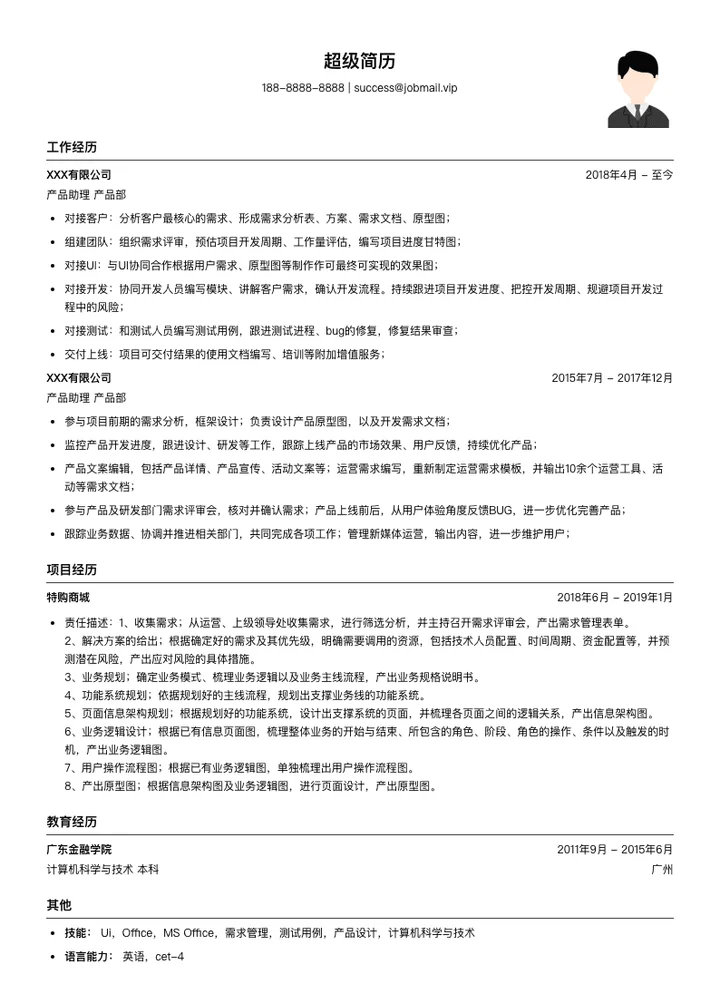 超级简历
188-8888-8888 | success@jobmail.vip
工作经历
XXX有限公司 2018年4月 – 至今
产品助理 产品部
• 对接客户：分析客户最核心的需求、形成需求分析表、方案、需求文档、原型图；
• 组建团队：组织需求评审，预估项目开发周期、工作量评估，编写项目进度甘特图；
• 对接UI：与UI协同合作根据用户需求、原型图等制作作可最终可实现的效果图；
• 对接开发：协同开发人员编写模块、讲解客户需求，确认开发流程。持续跟进项目开发进度、把控开发周期、规避项目开发过
程中的风险；
• 对接测试：和测试人员编写测试用例，跟进测试进程、bug的修复，修复结果审查；
• 交付上线：项目可交付结果的使用文档编写、培训等附加增值服务；
XXX有限公司 2015年7月 – 2017年12月
产品助理 产品部
• 参与项目前期的需求分析，框架设计；负责设计产品原型图，以及开发需求文档；
• 监控产品开发进度，跟进设计、研发等工作，跟踪上线产品的市场效果、用户反馈，持续优化产品；
• 产品文案编辑，包括产品详情、产品宣传、活动文案等；运营需求编写，重新制定运营需求模板，并输出10余个运营工具、活
动等需求文档；
• 参与产品及研发部门需求评审会，核对并确认需求；产品上线前后，从用户体验角度反馈BUG，进一步优化完善产品；
• 跟踪业务数据、协调并推进相关部门，共同完成各项工作；管理新媒体运营，输出内容，进一步维护用户；
项目经历
特购商城 2018年6月 – 2019年1月
• 责任描述：1、收集需求；从运营、上级领导处收集需求，进行筛选分析，并主持召开需求评审会，产出需求管理表单。
2、解决方案的给出；根据确定好的需求及其优先级，明确需要调用的资源，包括技术人员配置、时间周期、资金配置等，并预
测潜在风险，产出应对风险的具体措施。
3、业务规划；确定业务模式、梳理业务逻辑以及业务主线流程，产出业务规格说明书。
4、功能系统规划；依据规划好的主线流程，规划出支撑业务线的功能系统。
5、页面信息架构规划；根据规划好的功能系统，设计出支撑系统的页面，并梳理各页面之间的逻辑关系，产出信息架构图。
6、业务逻辑设计；根据已有信息页面图，梳理整体业务的开始与结束、所包含的角色、阶段、角色的操作、条件以及触发的时
机，产出业务逻辑图。
7、用户操作流程图；根据已有业务逻辑图，单独梳理出用户操作流程图。
8、产出原型图；根据信息架构图及业务逻辑图，进行页面设计，产出原型图。
教育经历
广东金融学院 2011年9月 – 2015年6月
计算机科学与技术 本科 广州
其他
• 技能： Ui，Office，MS Office，需求管理，测试用例，产品设计，计算机科学与技术
• 语言能力： 英语，cet-4